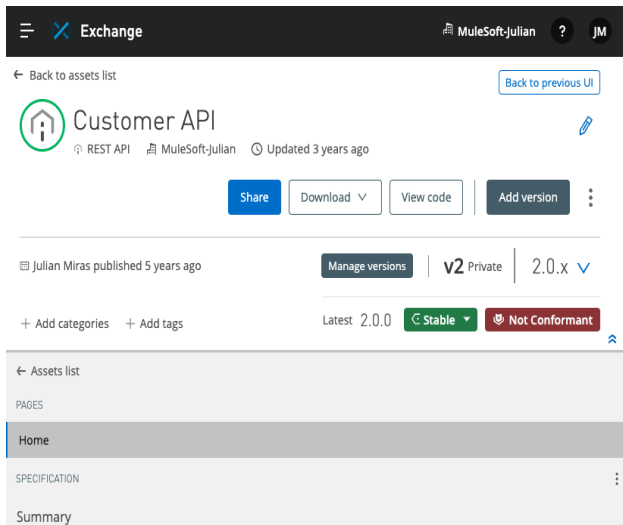 Exchange MuleSoft-Julian ? JM
Back to assets list
Back to previous UI
Customer API
REST API MuleSoft-Julian Updated 3 years ago
Share Download View code Add version
Julian Miras published 5 years ago Manage versions v2 Private 2.0.x
+ Add categories + Add tags Latest 2.0.0 Stable Not Conformant
Assets list
PAGES
Home
SPECIFICATION
Summary